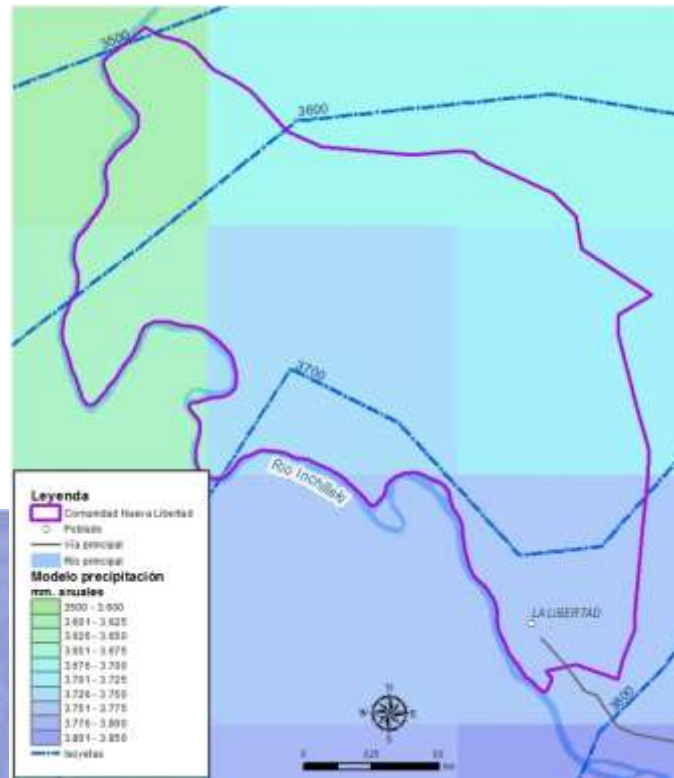 3500
3600
3700
Río Inchillaki
LA LIBERTAD
3600
Leyenda
Comunidad Nueva Libertad
Poblado
Vía principal
Río principal
Modelo precipitación
mm. anuales
3500 - 3.600
3.601 - 3.625
3.626 - 3.650
3.651 - 3.675
3.676 - 3.700
3.701 - 3.725
3.726 - 3.750
3.751 - 3.775
3.776 - 3.800
3.801 - 3.850
Isoyetas
N
W
E
S
0